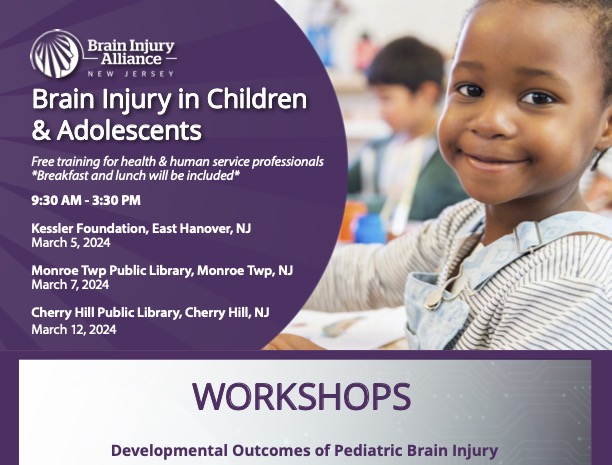 Brain Injury
Alliance
NEW JERSEY
Brain Injury in Children
& Adolescents
Free training for health & human service professionals
*Breakfast and lunch will be included*
9:30 AM - 3:30 PM
Kessler Foundation, East Hanover, NJ
March 5, 2024
Monroe Twp Public Library, Monroe Twp, NJ
March 7, 2024
Cherry Hill Public Library, Cherry Hill, NJ
March 12, 2024
WORKSHOPS
Developmental Outcomes of Pediatric Brain Injury